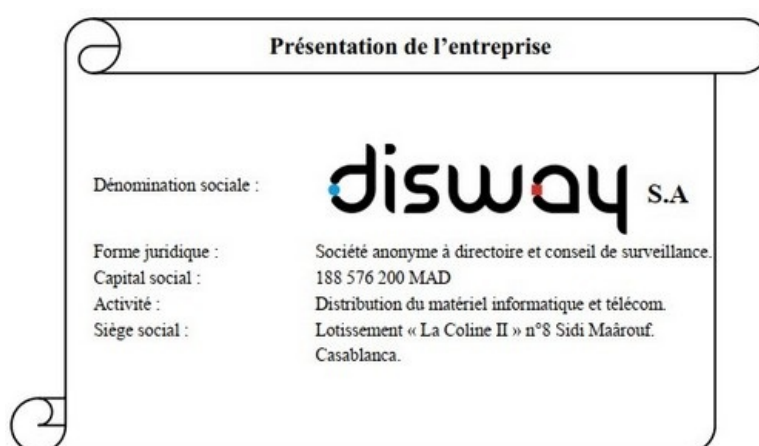 Présentation de l’entreprise
Dénomination sociale : disway S.A
Forme juridique : Société anonyme à directoire et conseil de surveillance.
Capital social : 188 576 200 MAD
Activité : Distribution du matériel informatique et télécom.
Siège social : Lotissement « La Coline II » n°8 Sidi Maârouf.
Casablanca.